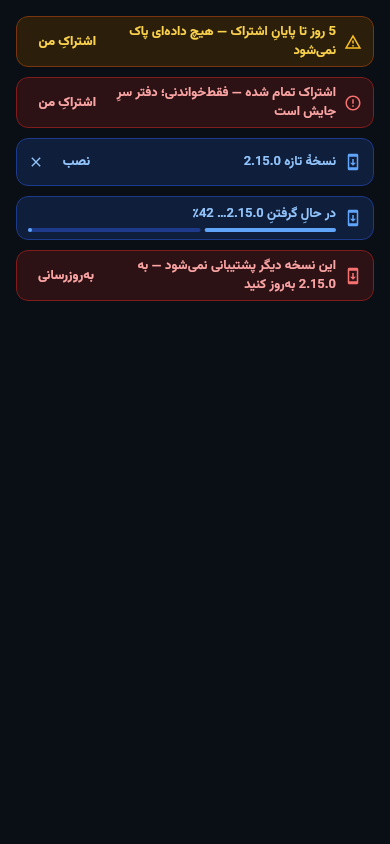 5 روز تا پایانِ اشتراک — هیچ داده‌ای پاک
نمی‌شود
اشتراکِ من
اشتراک تمام شده — فقط‌خواندنی؛ دفتر سرِ
جایش است
اشتراکِ من
نسخهٔ تازه 2.15.0
نصب
در حالِ گرفتنِ 2.15.0… 42٪
این نسخه دیگر پشتیبانی نمی‌شود — به
2.15.0 به‌روز کنید
به‌روزرسانی